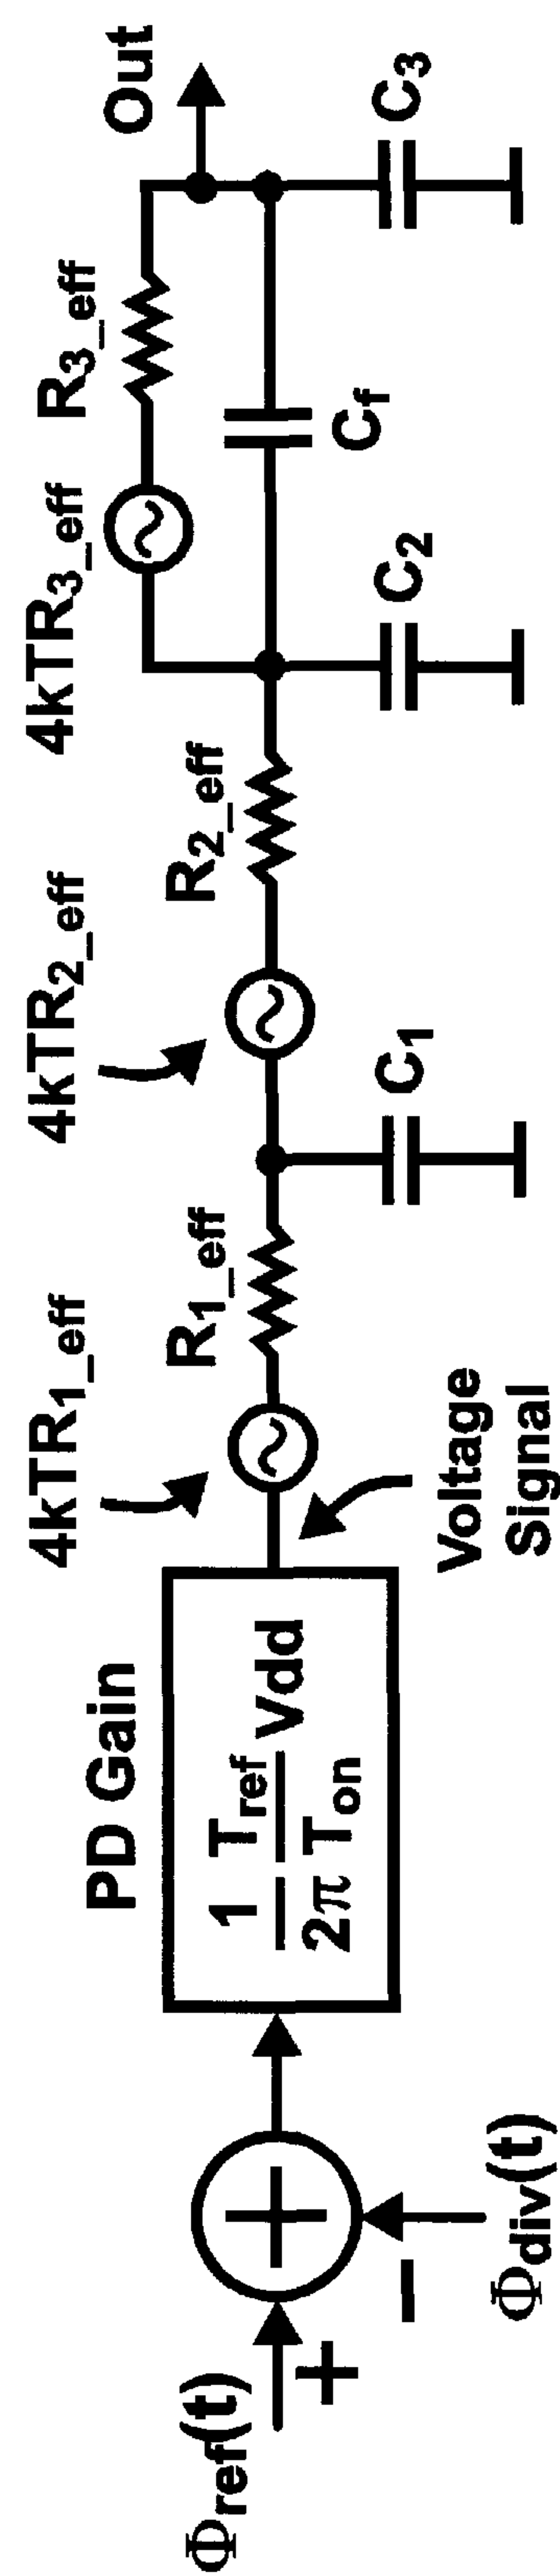 Φref(t)
+
−
Φdiv(t)
PD Gain
1 Tref
2π Ton
Vdd
Voltage
Signal
4kTR1_eff
R1_eff
C1
4kTR2_eff
R2_eff
C2
4kTR3_eff
R3_eff
Cf
C3
Out